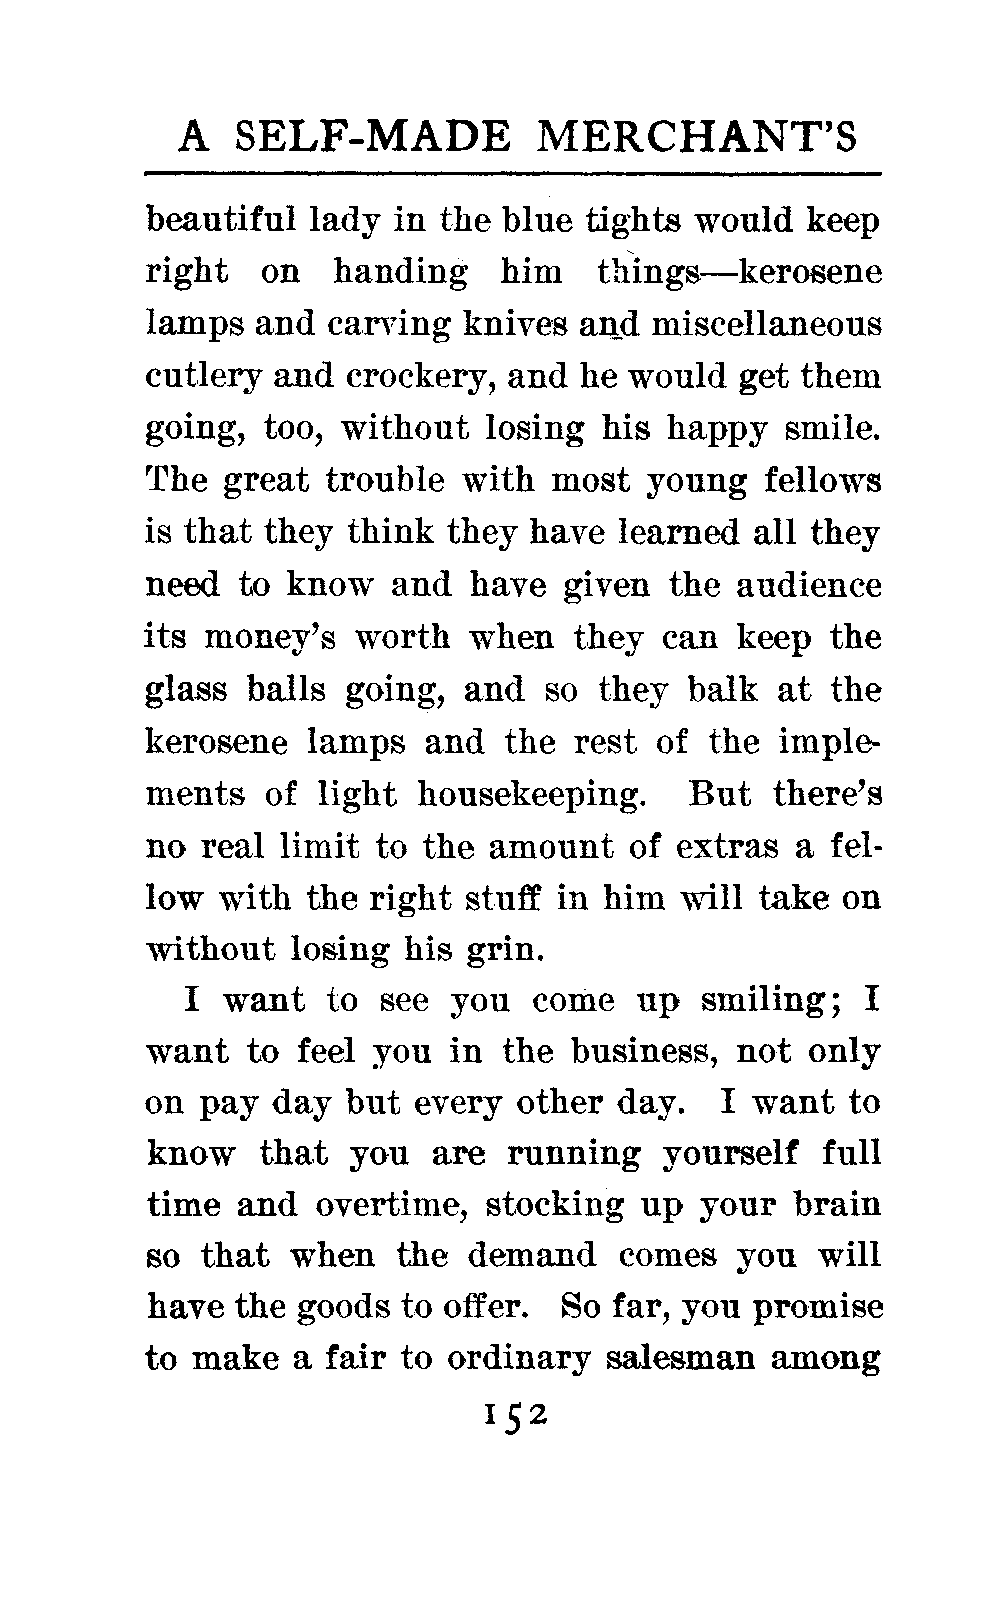 A SELF-MADE MERCHANT'S
beautiful lady in the blue tights would keep
right on handing him things—kerosene
lamps and carving knives and miscellaneous
cutlery and crockery, and he would get them
going, too, without losing his happy smile.
The great trouble with most young fellows
is that they think they have learned all they
need to know and have given the audience
its money's worth when they can keep the
glass balls going, and so they balk at the
kerosene lamps and the rest of the imple-
ments of light housekeeping. But there's
no real limit to the amount of extras a fel-
low with the right stuff in him will take on
without losing his grin.
I want to see you come up smiling; I
want to feel you in the business, not only
on pay day but every other day. I want to
know that you are running yourself full
time and overtime, stocking up your brain
so that when the demand comes you will
have the goods to offer. So far, you promise
to make a fair to ordinary salesman among
152